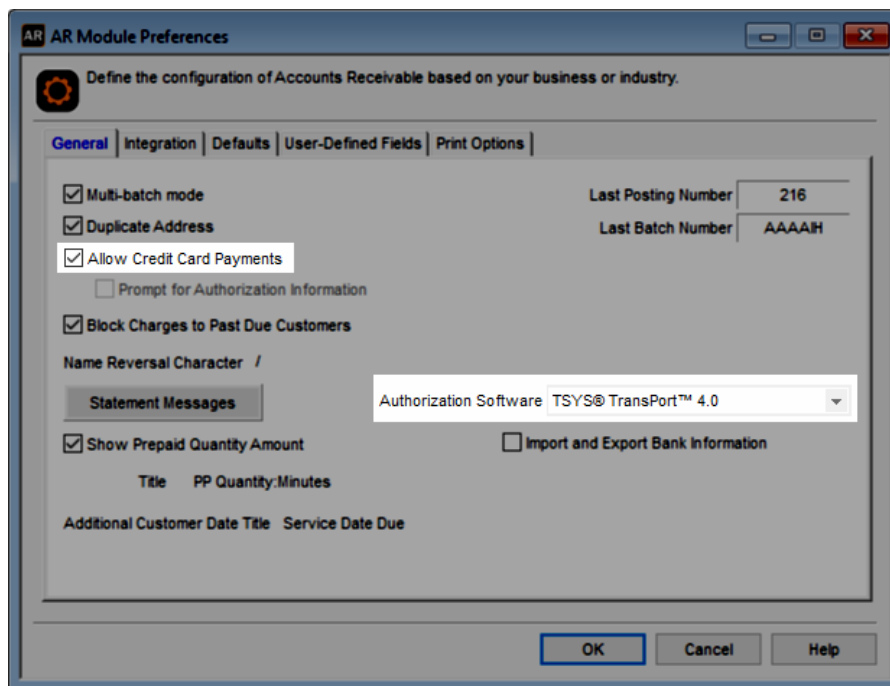 AR AR Module Preferences
Define the configuration of Accounts Receivable based on your business or industry.
General Integration Defaults User-Defined Fields Print Options
Multi-batch mode Last Posting Number 216
Duplicate Address Last Batch Number AAAAIH
Allow Credit Card Payments
Prompt for Authorization Information
Block Charges to Past Due Customers
Name Reversal Character /
Statement Messages Authorization Software TSYS® TransPort™ 4.0
Show Prepaid Quantity Amount Import and Export Bank Information
Title PP Quantity:Minutes
Additional Customer Date Title Service Date Due
OK Cancel Help